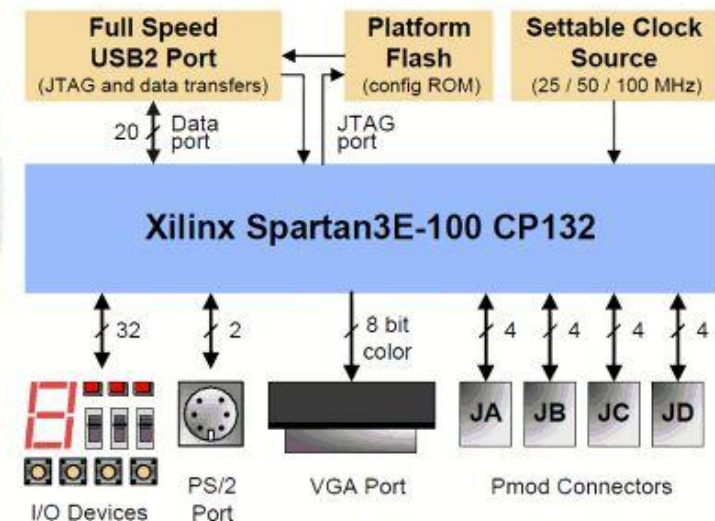 Full Speed
USB2 Port
(JTAG and data transfers)
Platform
Flash
(config ROM)
Settable Clock
Source
(25 / 50 / 100 MHz)
20
Data
port
JTAG
port
Xilinx Spartan3E-100 CP132
32
2
8 bit
color
4
4
4
4
JA
JB
JC
JD
I/O Devices
PS/2
Port
VGA Port
Pmod Connectors